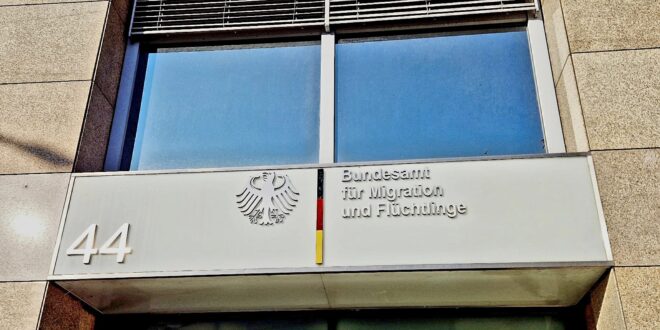 44
Bundesamt
für Migration
und Flüchtlinge